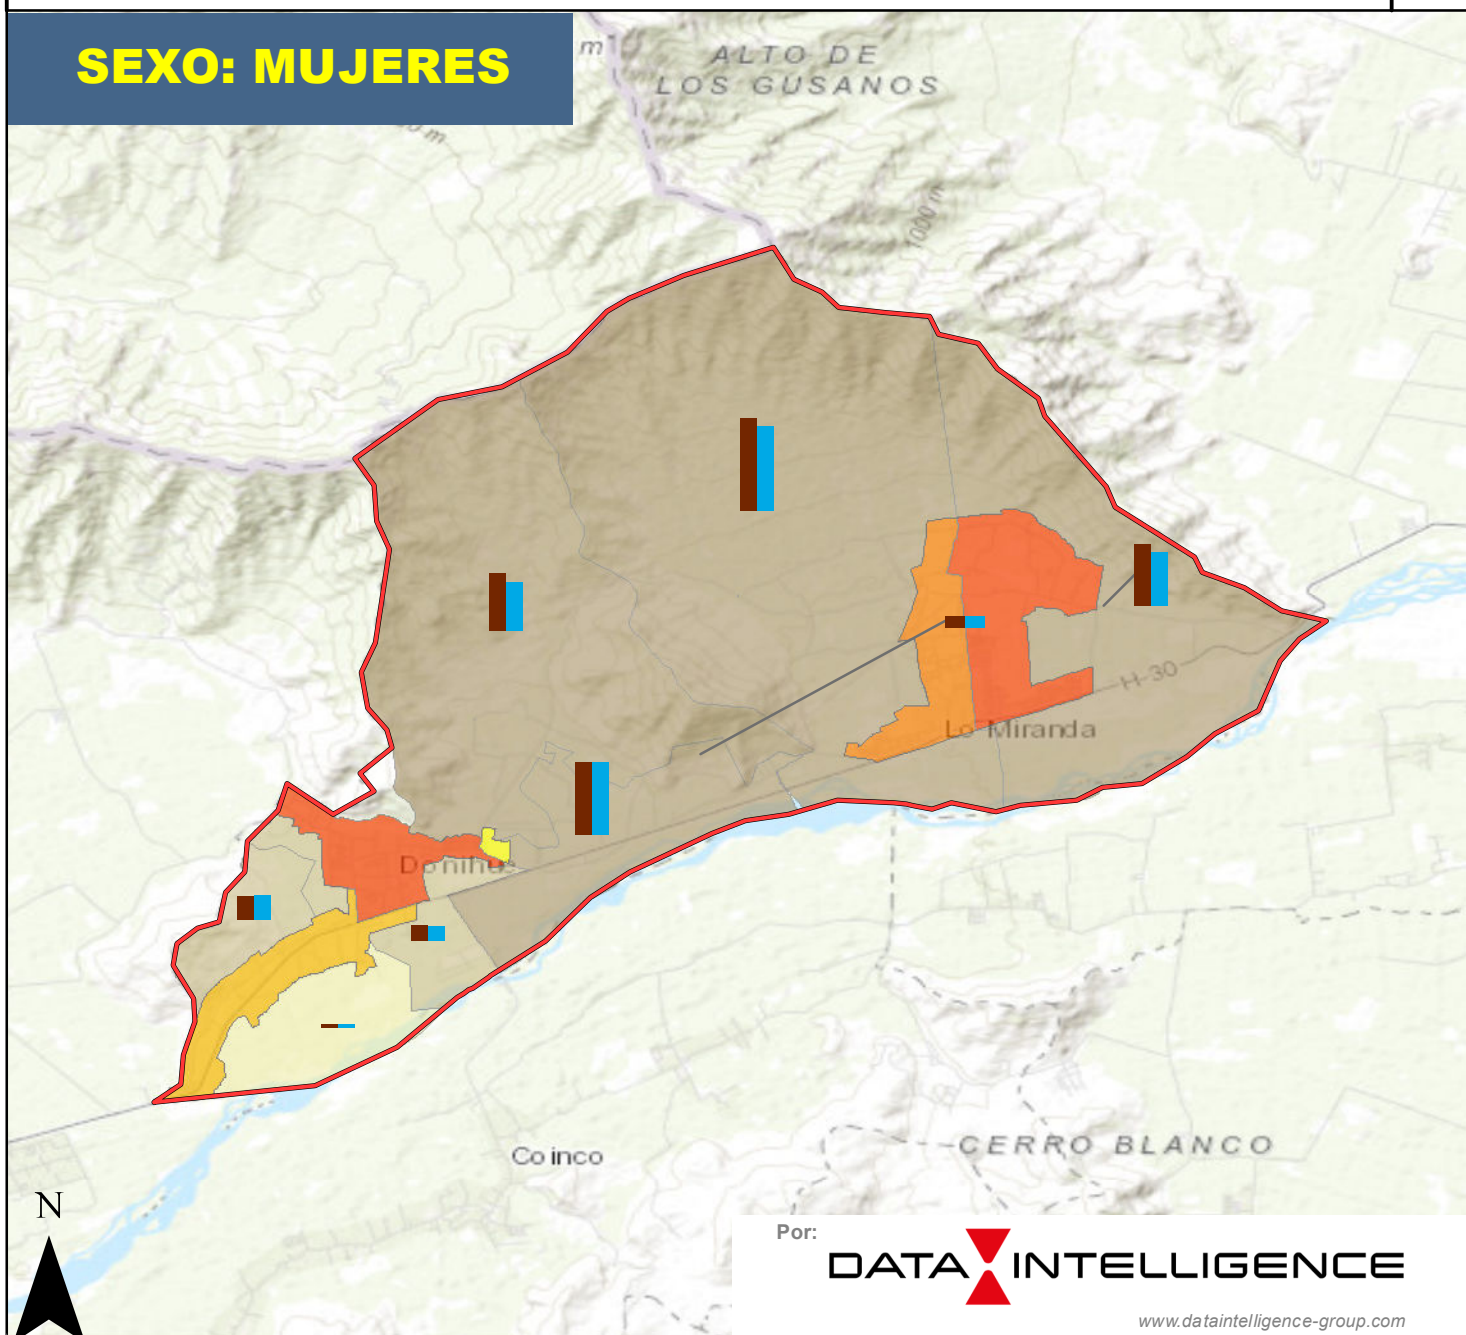 SEXO: MUJERES
m
ALTO DE
LOS GUSANOS
1000 m
H-30
Lo Miranda
Doñihue
Coinco
CERRO BLANCO
N
Por:
DATA INTELLIGENCE
www.dataintelligence-group.com